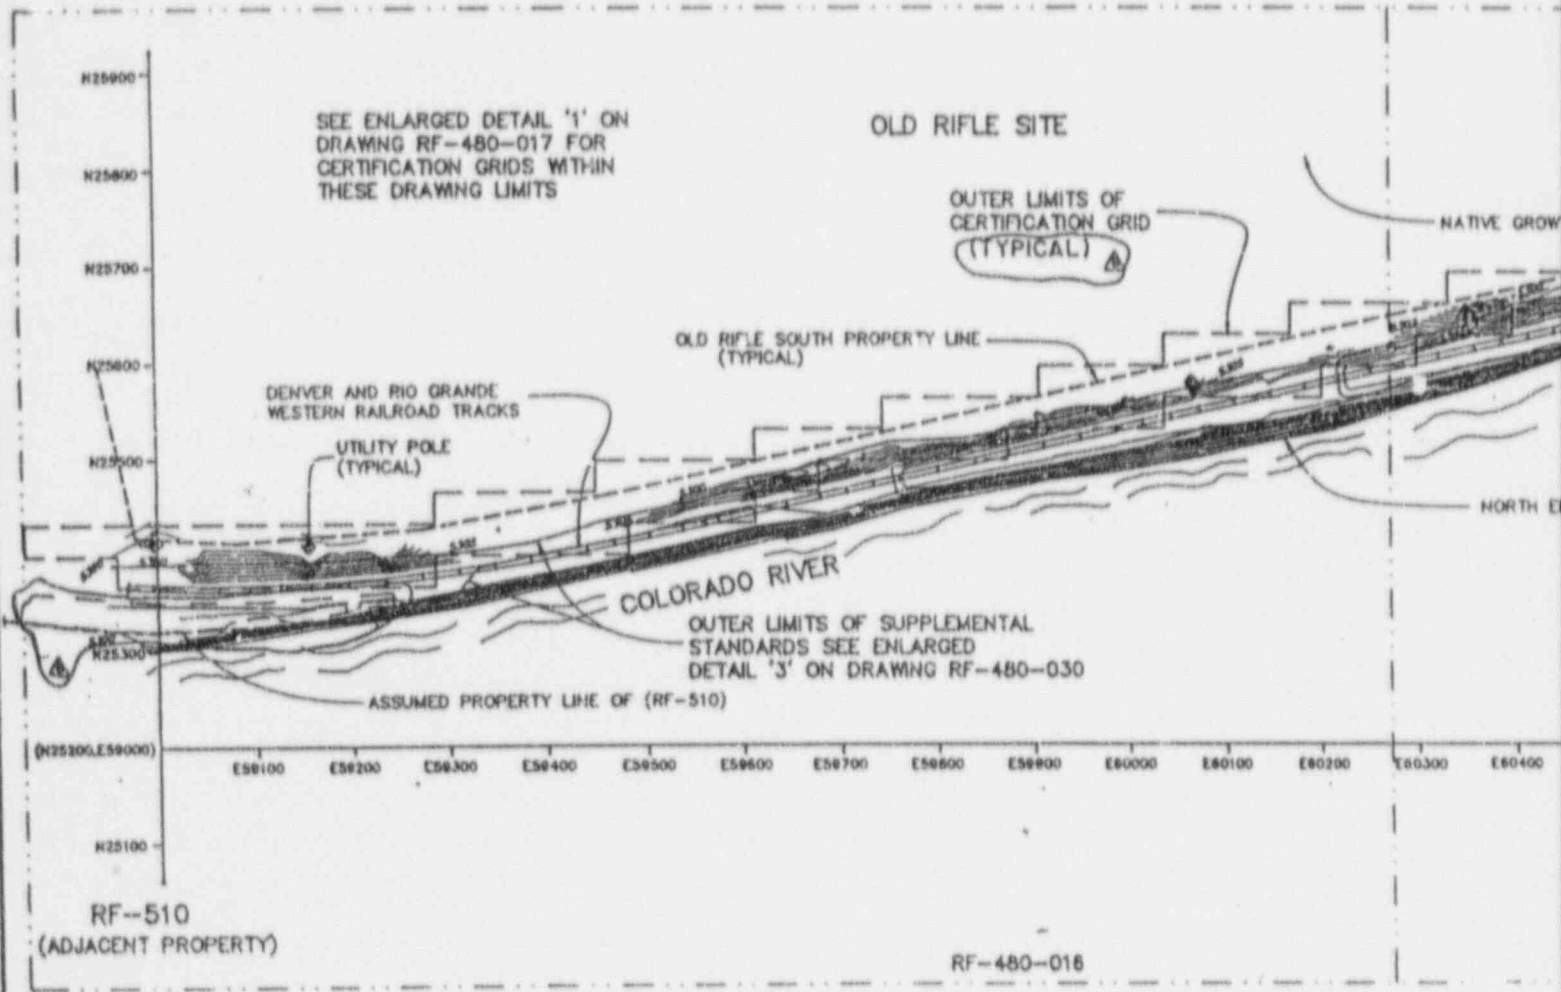 N25900
SEE ENLARGED DETAIL '1' ON
DRAWING RF-480-017 FOR
CERTIFICATION GRIDS WITHIN
THESE DRAWING LIMITS
OLD RIFLE SITE
N25800
OUTER LIMITS OF
CERTIFICATION GRID
(TYPICAL)
NATIVE GROW
N25700
OLD RIFLE SOUTH PROPERTY LINE
(TYPICAL)
N25600
DENVER AND RIO GRANDE
WESTERN RAILROAD TRACKS
UTILITY POLE
(TYPICAL)
N25500
NORTH E
COLORADO RIVER
OUTER LIMITS OF SUPPLEMENTAL
STANDARDS SEE ENLARGED
DETAIL '3' ON DRAWING RF-480-030
N25300
ASSUMED PROPERTY LINE OF (RF-510)
(N25200,E59000)
E59100 E59200 E59300 E59400 E59500 E59600 E59700 E59800 E59900 E60000 E60100 E60200 E60300 E60400
N25100
RF-510
(ADJACENT PROPERTY)
RF-480-016